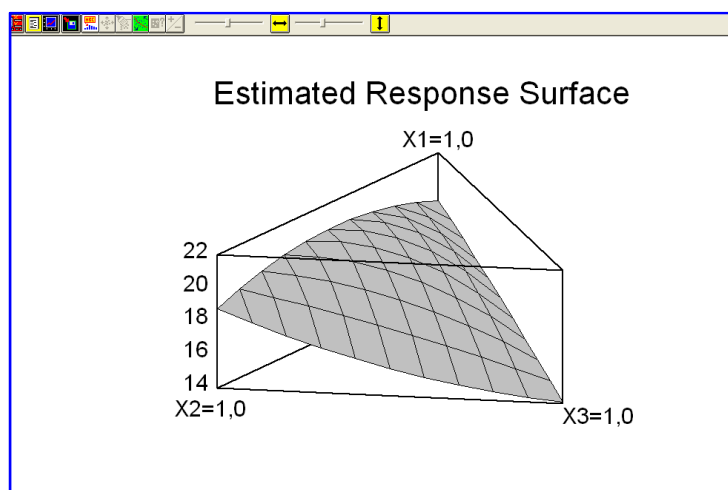 Estimated Response Surface
X1=1,0
22
20
18
16
14
X2=1,0
X3=1,0